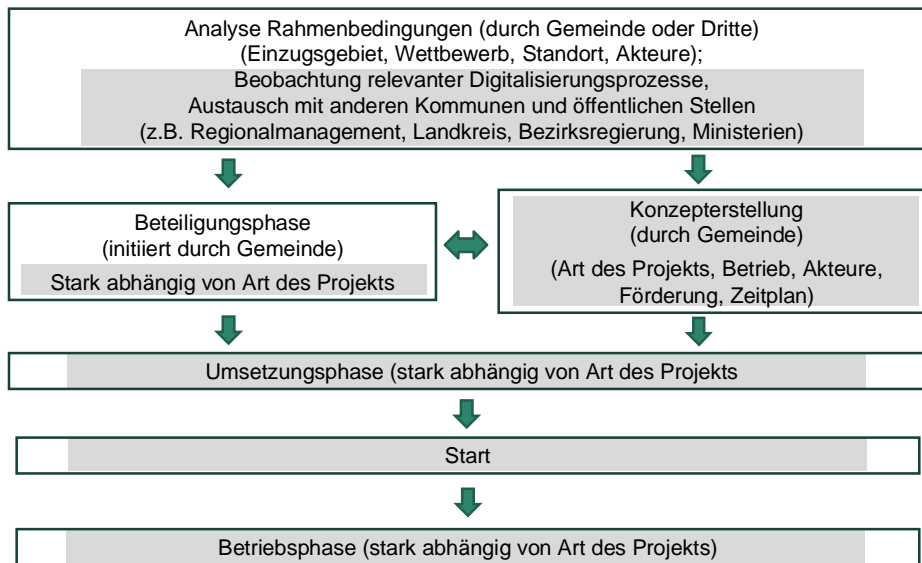 Analyse Rahmenbedingungen (durch Gemeinde oder Dritte)
(Einzugsgebiet, Wettbewerb, Standort, Akteure);
Beobachtung relevanter Digitalisierungsprozesse,
Austausch mit anderen Kommunen und öffentlichen Stellen
(z.B. Regionalmanagement, Landkreis, Bezirksregierung, Ministerien)
Beteiligungsphase
(initiiert durch Gemeinde)
Stark abhängig von Art des Projekts
Konzepterstellung
(durch Gemeinde)
(Art des Projekts, Betrieb, Akteure,
Förderung, Zeitplan)
Umsetzungsphase (stark abhängig von Art des Projekts
Start
Betriebsphase (stark abhängig von Art des Projekts)